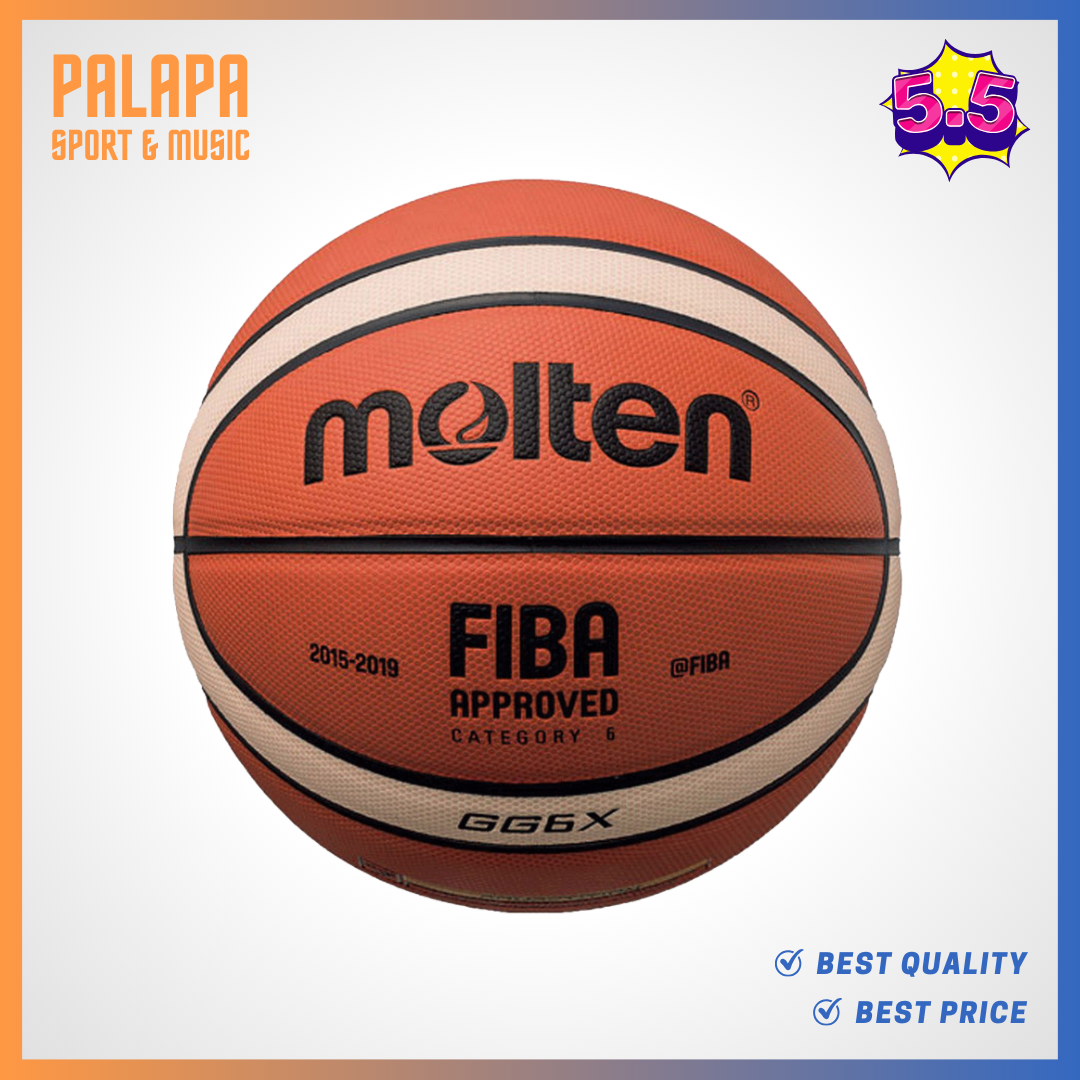 PALAPA
SPORT & MUSIC
5.5
molten®
FIBA
2015-2019
@FIBA
APPROVED
CATEGORY 6
GG6X
BEST QUALITY
BEST PRICE